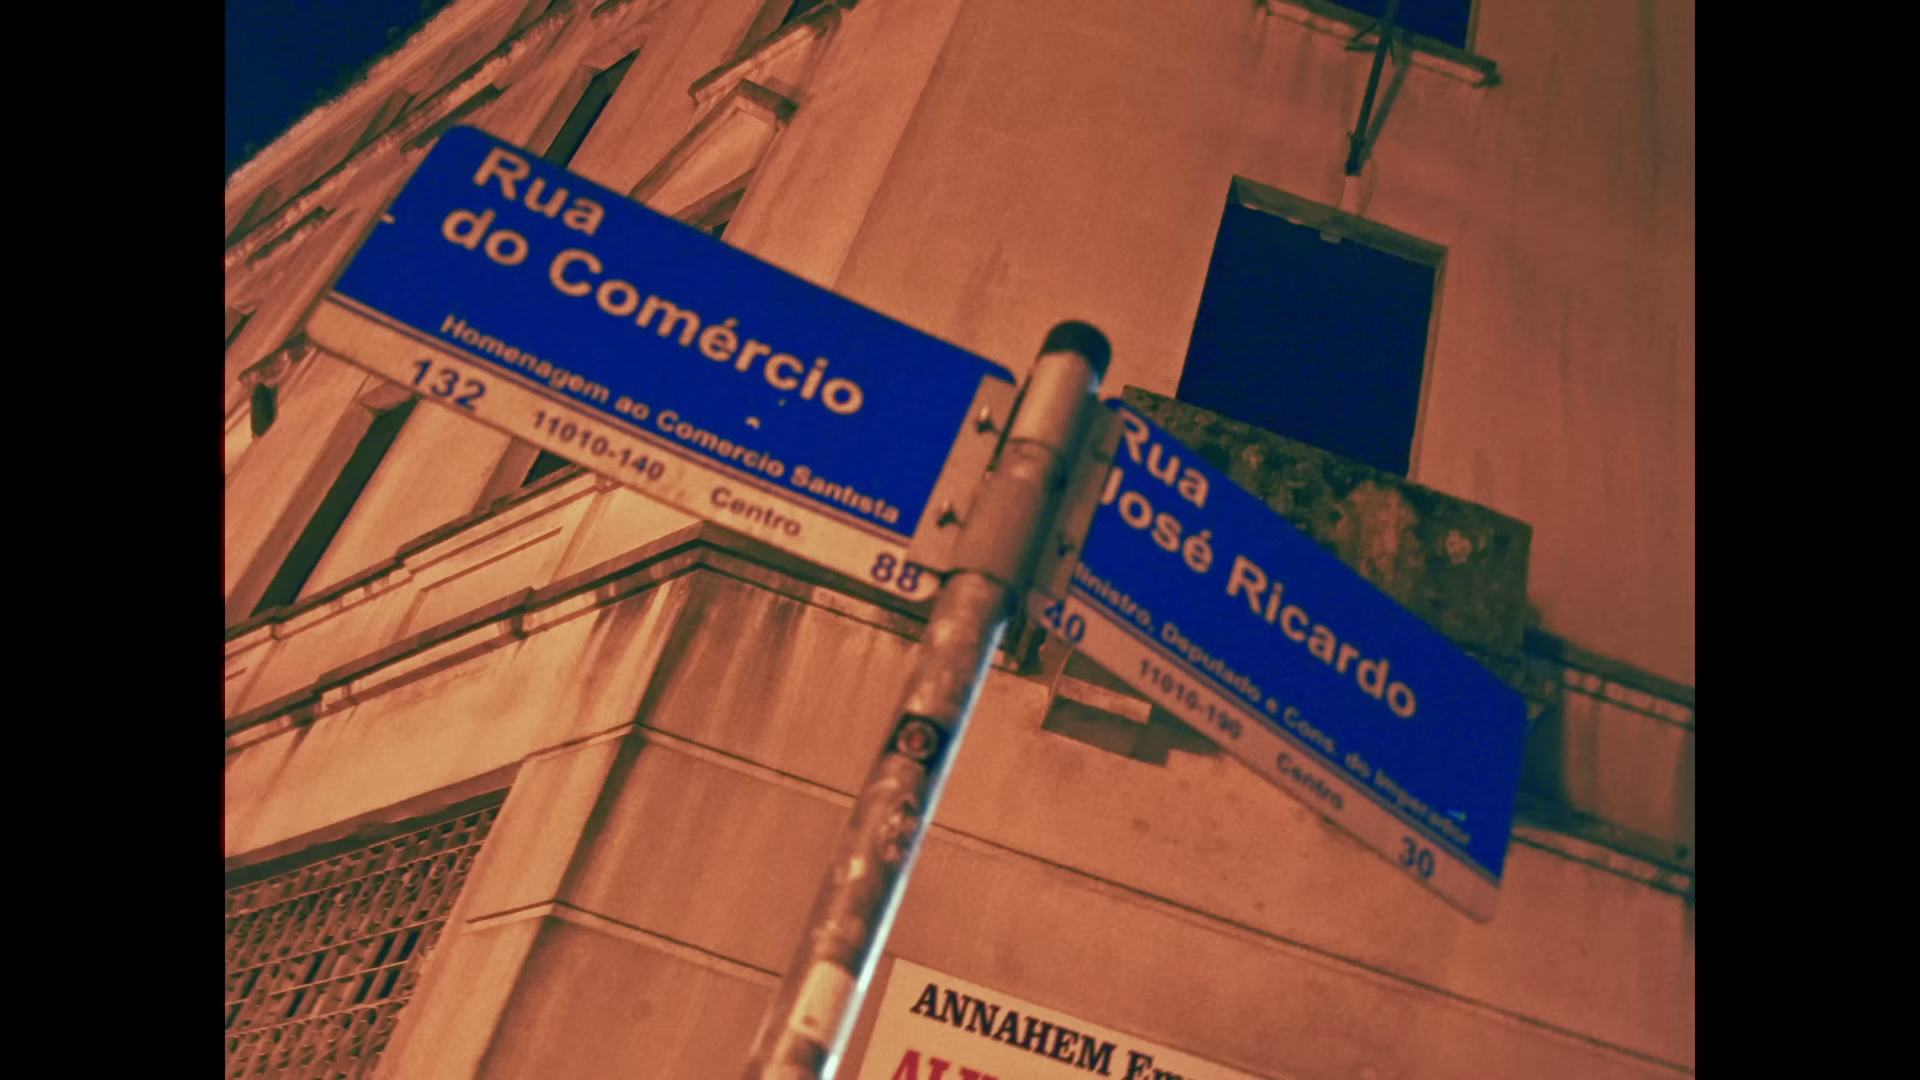 Rua
do Comércio
Homenagem ao Comercio Santista
132 11010-140 Centro 88
Rua
José Ricardo
Ministro, Deputado e Cons. do Imperador
40 11010-190 Centro 30
ANNAHEM